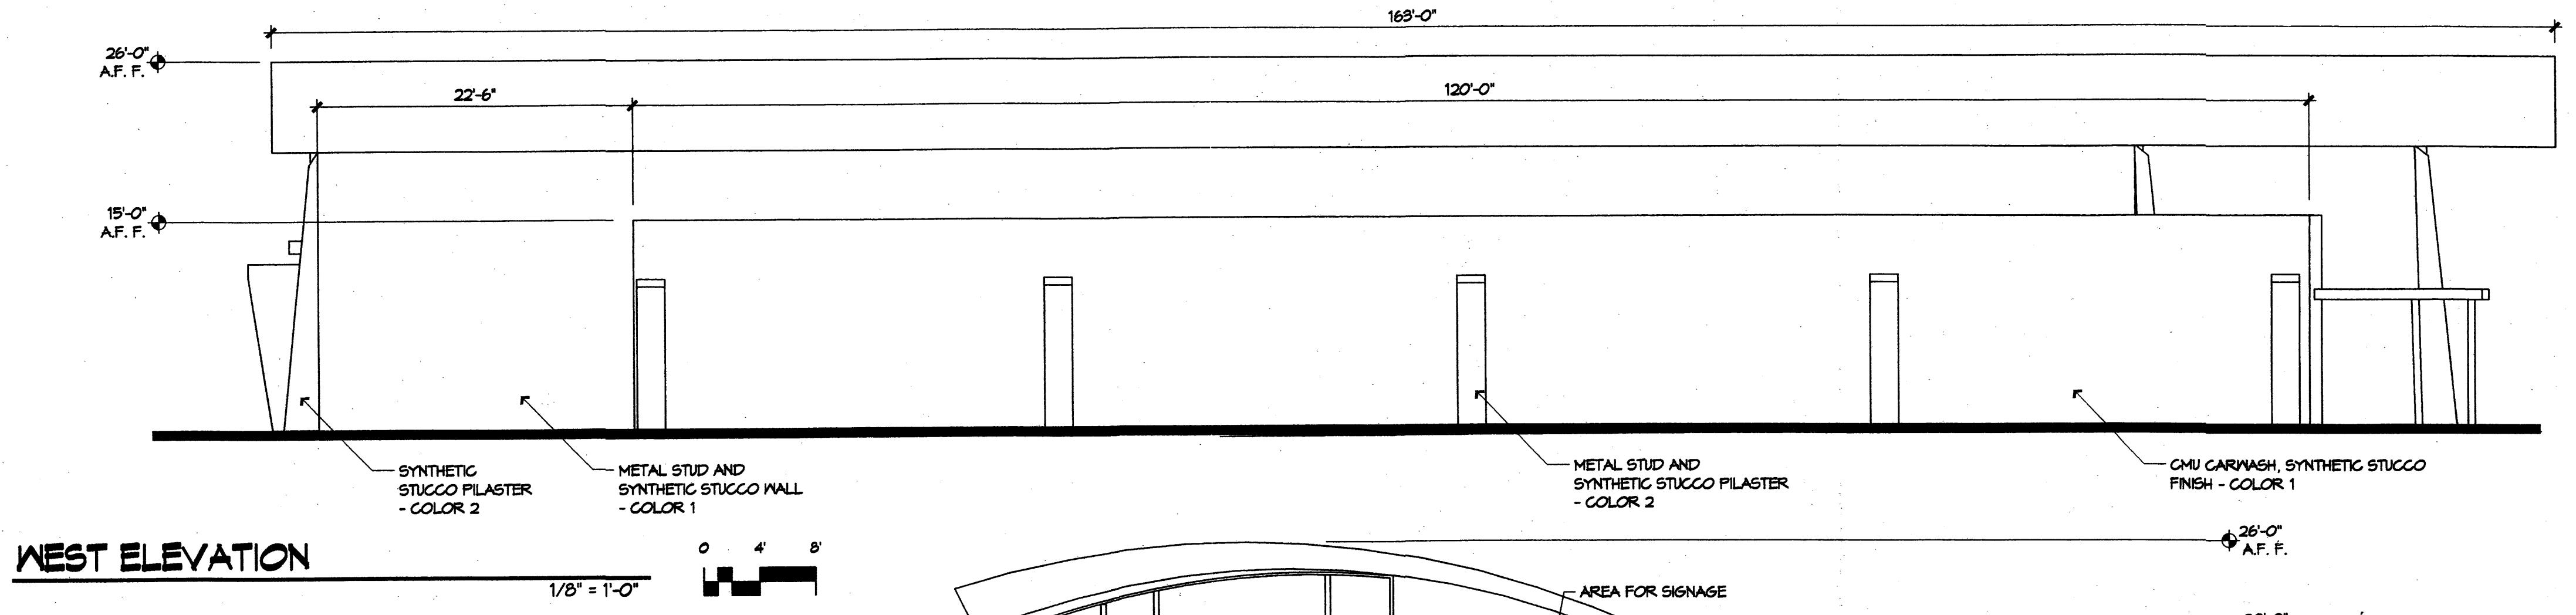 163'-0"
26'-0"
A.F. F.
22'-6"
120'-0"
15'-0"
A.F. F.
SYNTHETIC
STUCCO PILASTER
- COLOR 2
METAL STUD AND
SYNTHETIC STUCCO WALL
- COLOR 1
METAL STUD AND
SYNTHETIC STUCCO PILASTER
- COLOR 2
CMU CARWASH, SYNTHETIC STUCCO
FINISH - COLOR 1
WEST ELEVATION
1/8" = 1'-0"
0 4' 8'
26'-0"
A.F. F.
AREA FOR SIGNAGE